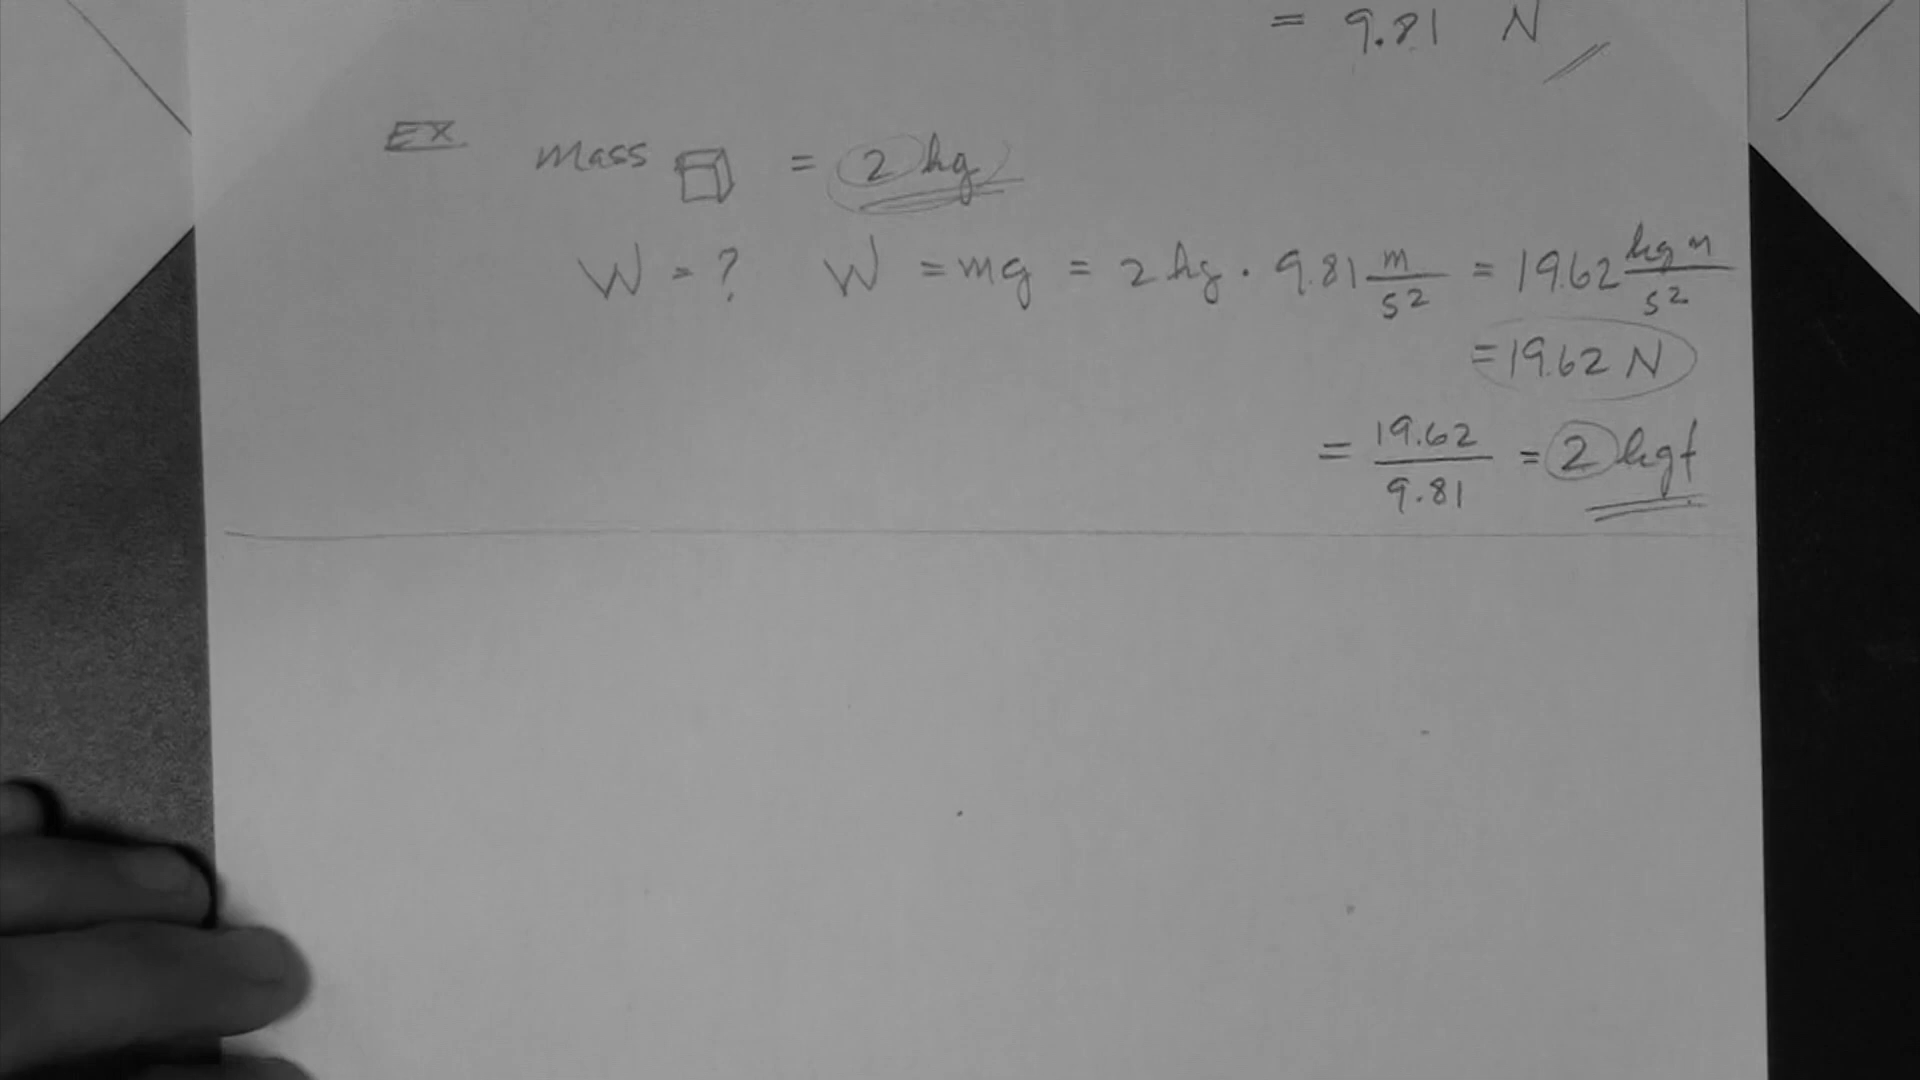 = 9.81 N
EX mass = 2 kg
W = ? W = mg = 2 kg . 9.81 m/s² = 19.62 kg m/s²
= 19.62 N
= 19.62/9.81 = 2 kgf